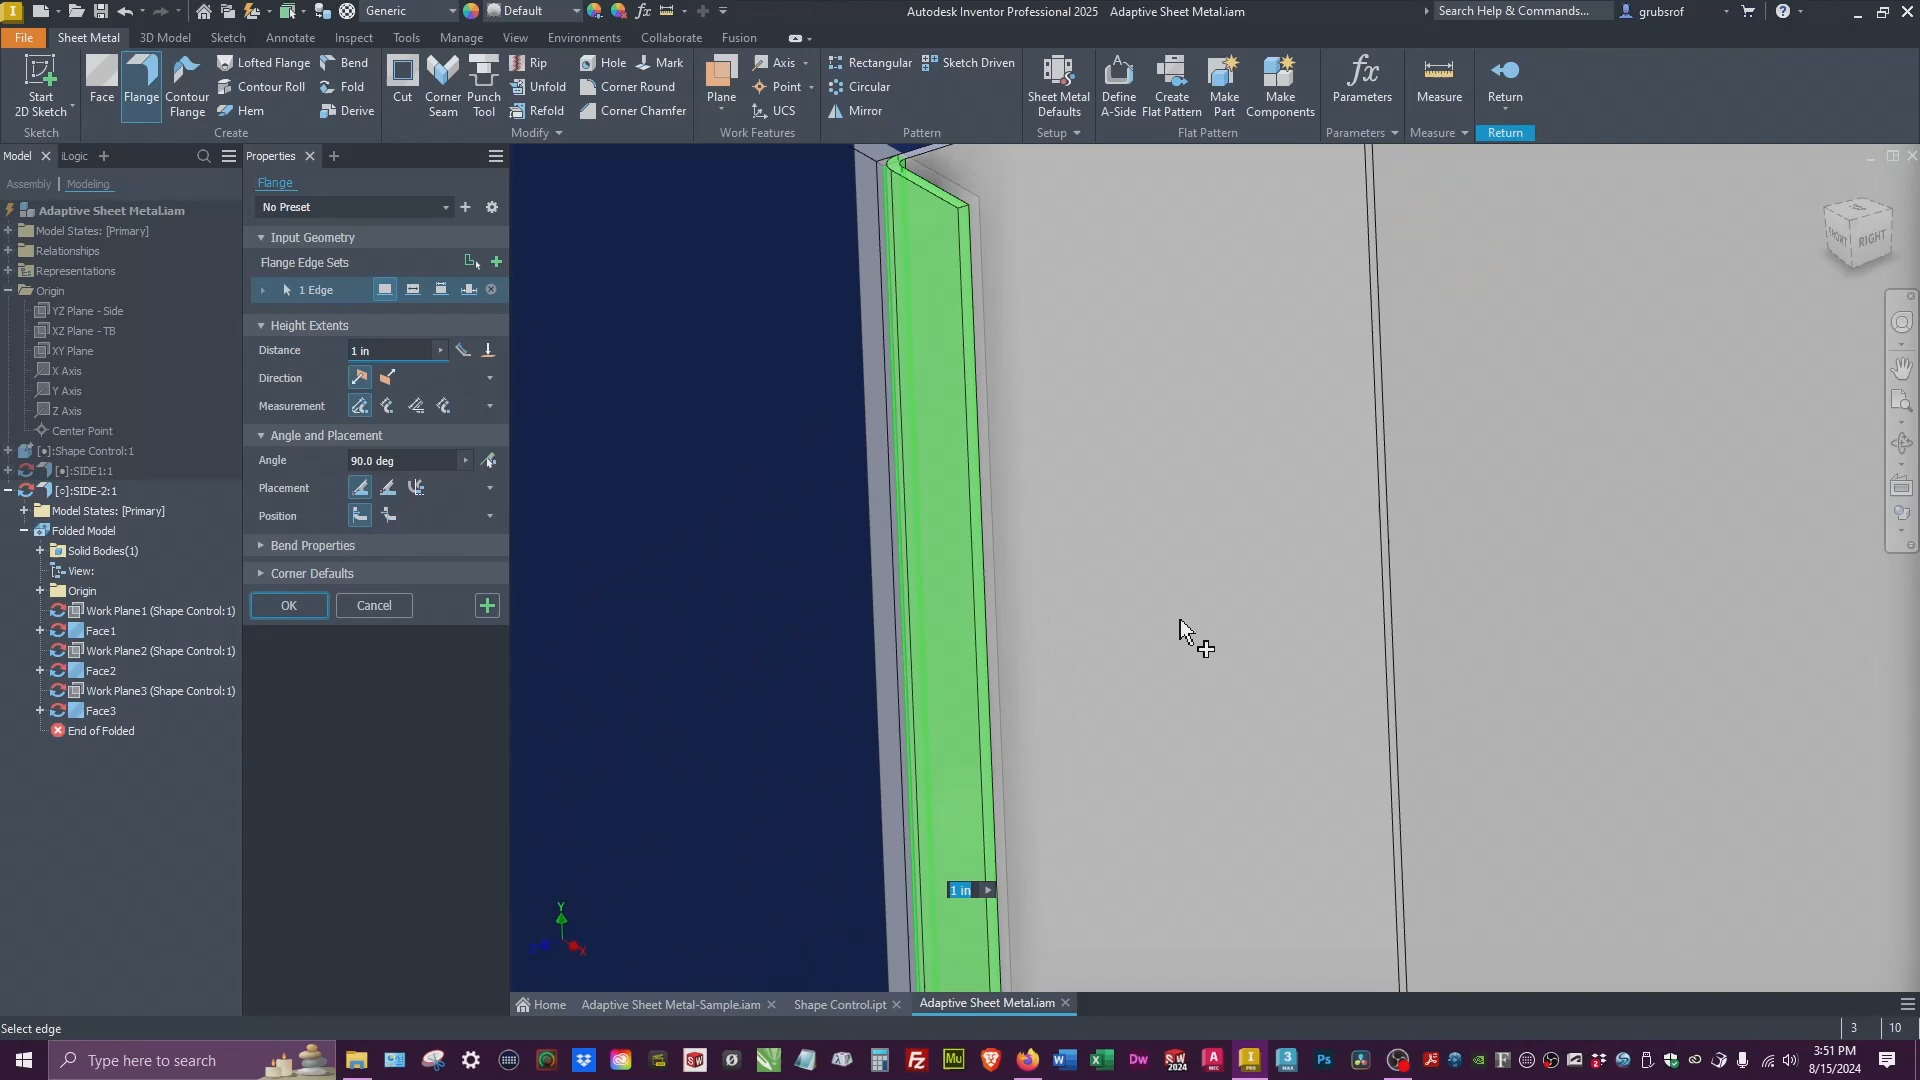 Generic
Default
Autodesk Inventor Professional 2025 Adaptive Sheet Metal.iam
Search Help & Commands...
grubsrof
File
Sheet Metal
3D Model
Sketch
Annotate
Inspect
Tools
Manage
View
Environments
Collaborate
Fusion
Start
2D Sketch
Face
Flange
Contour
Flange
Lofted Flange
Contour Roll
Hem
Bend
Fold
Derive
Cut
Corner
Seam
Punch
Tool
Rip
Unfold
Refold
Hole
Mark
Corner Round
Corner Chamfer
Plane
Axis
Point
UCS
Rectangular
Sketch Driven
Circular
Mirror
Sheet Metal
Defaults
Define
A-Side
Create
Flat Pattern
Make
Part
Make
Components
Parameters
Measure
Return
Sketch
Create
Modify
Work Features
Pattern
Setup
Flat Pattern
Parameters
Measure
Return
Model
iLogic
Assembly
Modeling
Adaptive Sheet Metal.iam
Model States: [Primary]
Relationships
Representations
Origin
YZ Plane - Side
XZ Plane - TB
XY Plane
X Axis
Y Axis
Z Axis
Center Point
Shape Control:1
SIDE1:1
SIDE-2:1
Model States: [Primary]
Folded Model
Solid Bodies(1)
View:
Origin
Work Plane1 (Shape Control:1)
Face1
Work Plane2 (Shape Control:1)
Face2
Work Plane3 (Shape Control:1)
Face3
End of Folded
Properties
Flange
No Preset
Input Geometry
Flange Edge Sets
1 Edge
Height Extents
Distance
1 in
Direction
Measurement
Angle and Placement
Angle
90.0 deg
Placement
Position
Bend Properties
Corner Defaults
OK
Cancel
RIGHT
1 in
Y
X
Home
Adaptive Sheet Metal-Sample.iam
Shape Control.ipt
Adaptive Sheet Metal.iam
Select edge
3
10
Type here to search
3:51 PM
8/15/2024